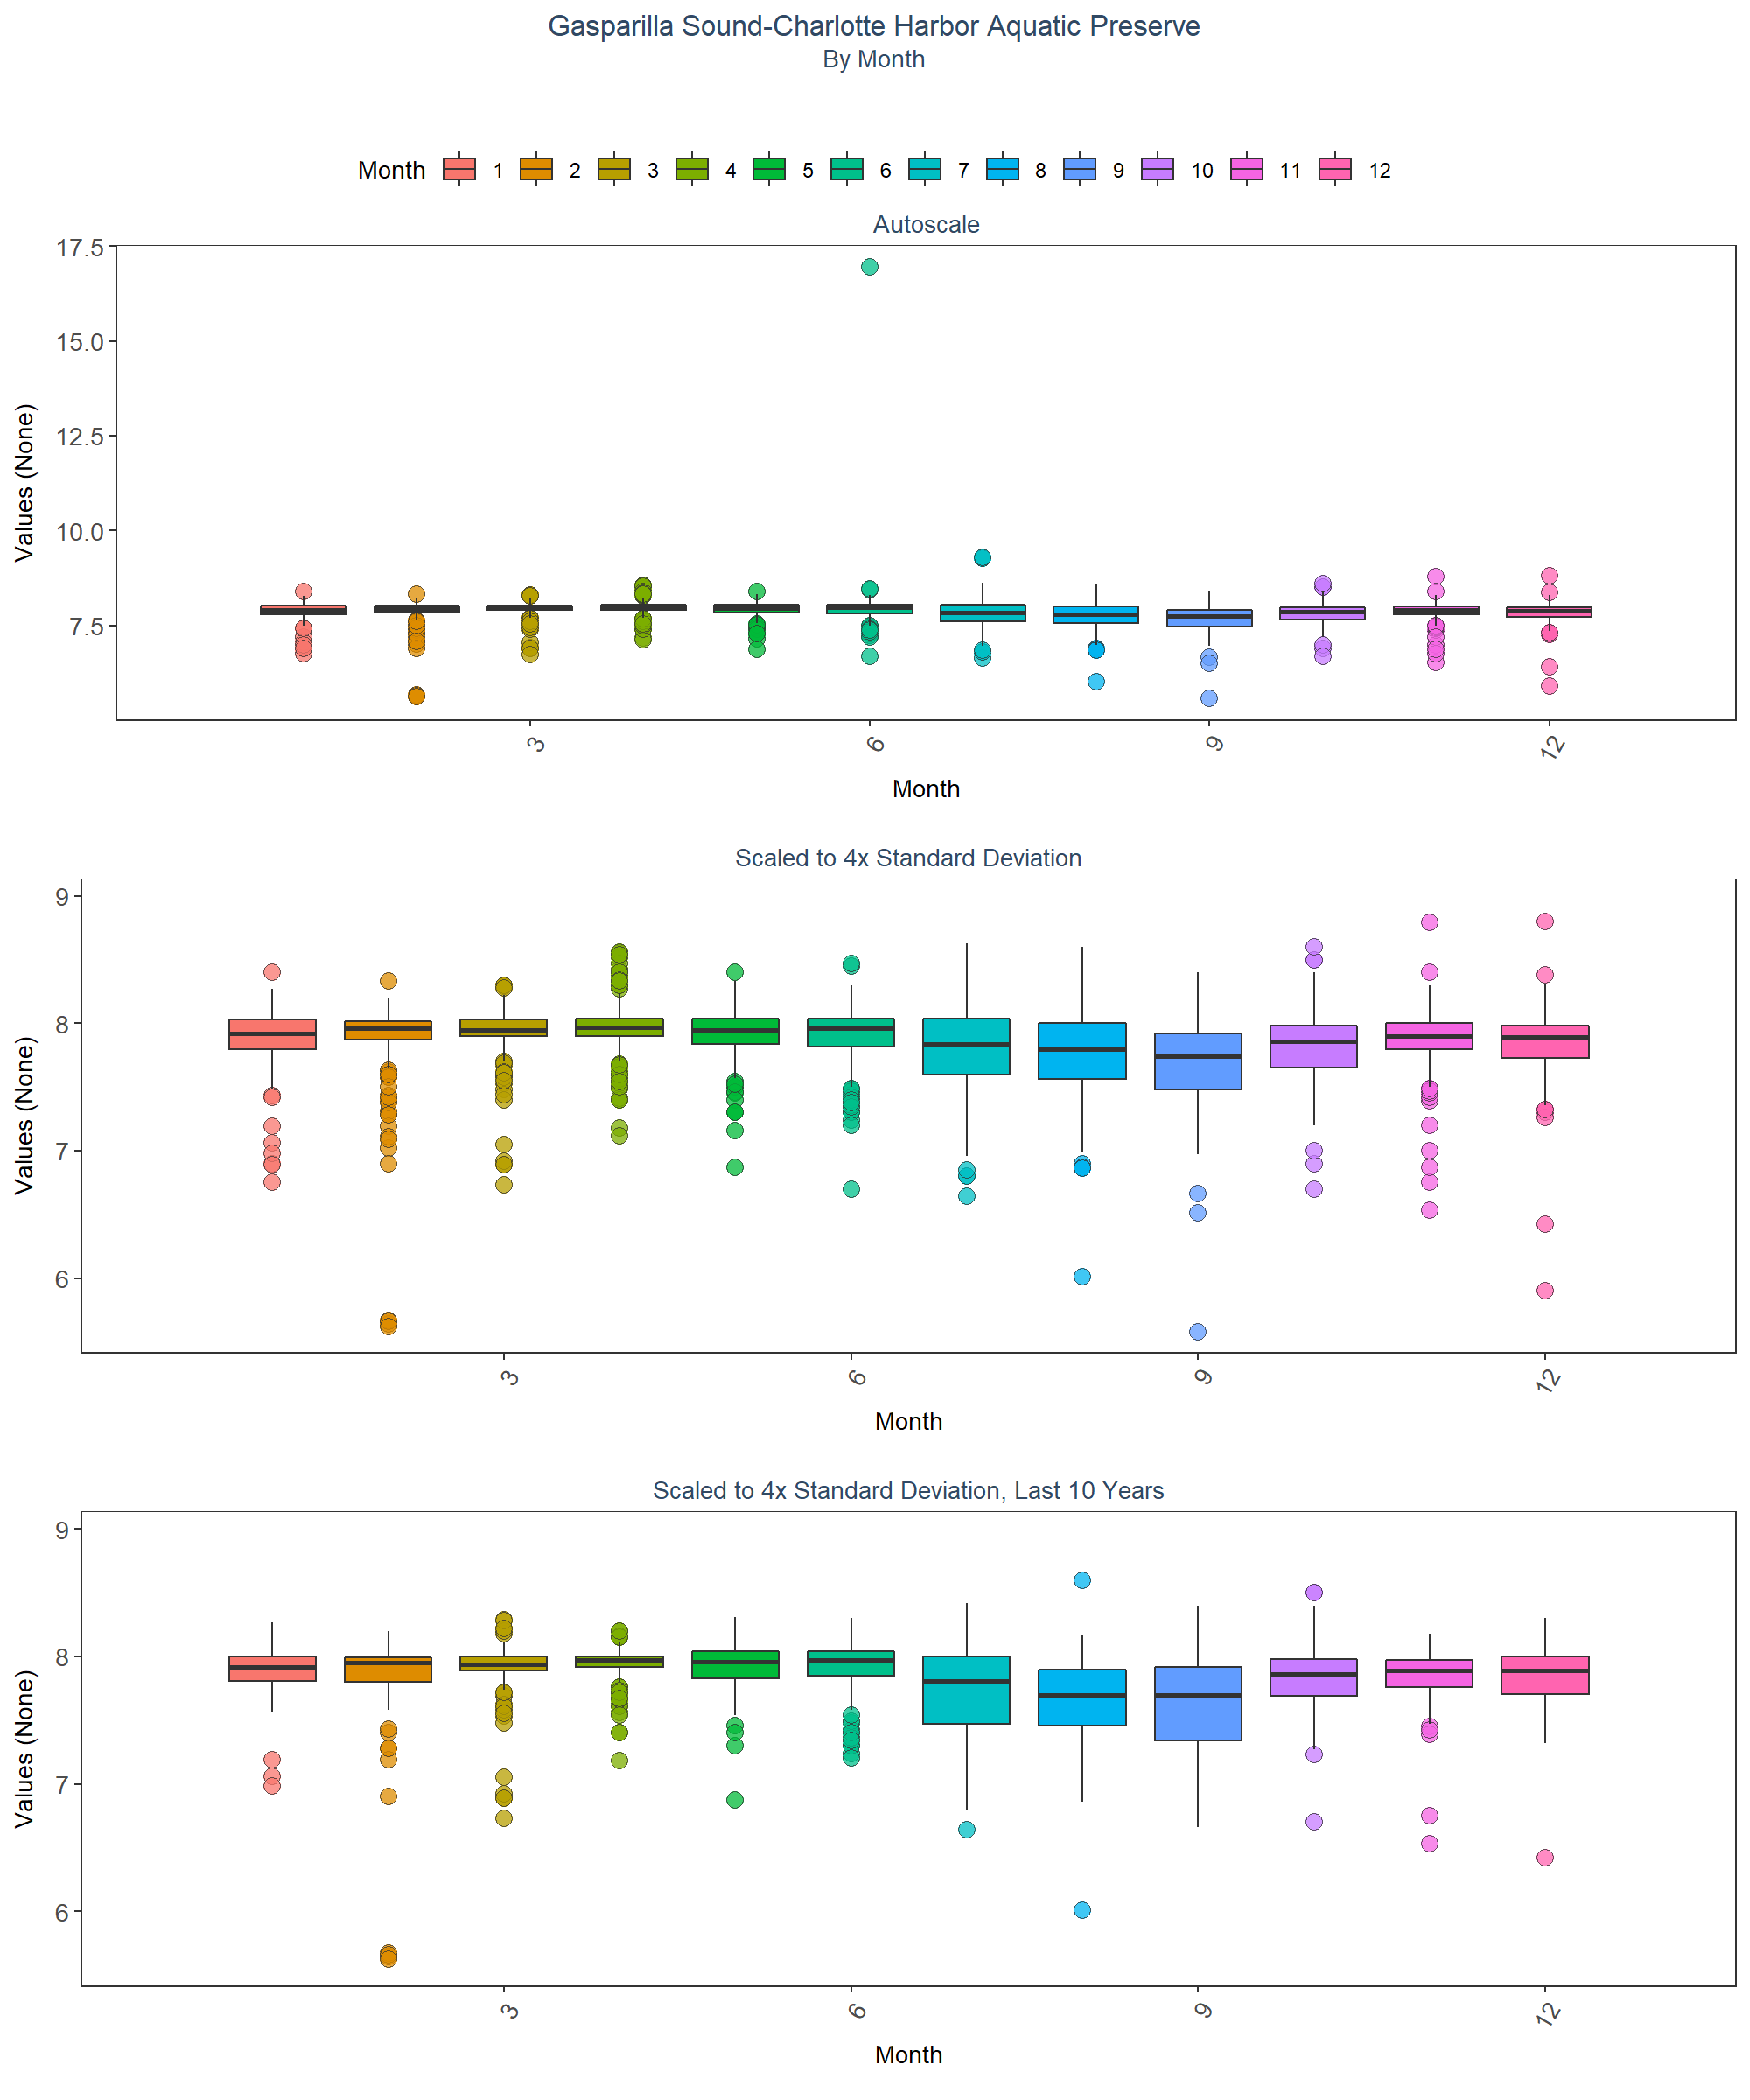 Gasparilla Sound-Charlotte Harbor Aquatic Preserve
By Month
Month 1 2 3 4 5 6 7 8 9 10 11 12
Autoscale
Values (None)
17.5
15.0
12.5
10.0
7.5
3 6 9 12
Month
Scaled to 4x Standard Deviation
Values (None)
9
8
7
6
3 6 9 12
Month
Scaled to 4x Standard Deviation, Last 10 Years
Values (None)
9
8
7
6
3 6 9 12
Month